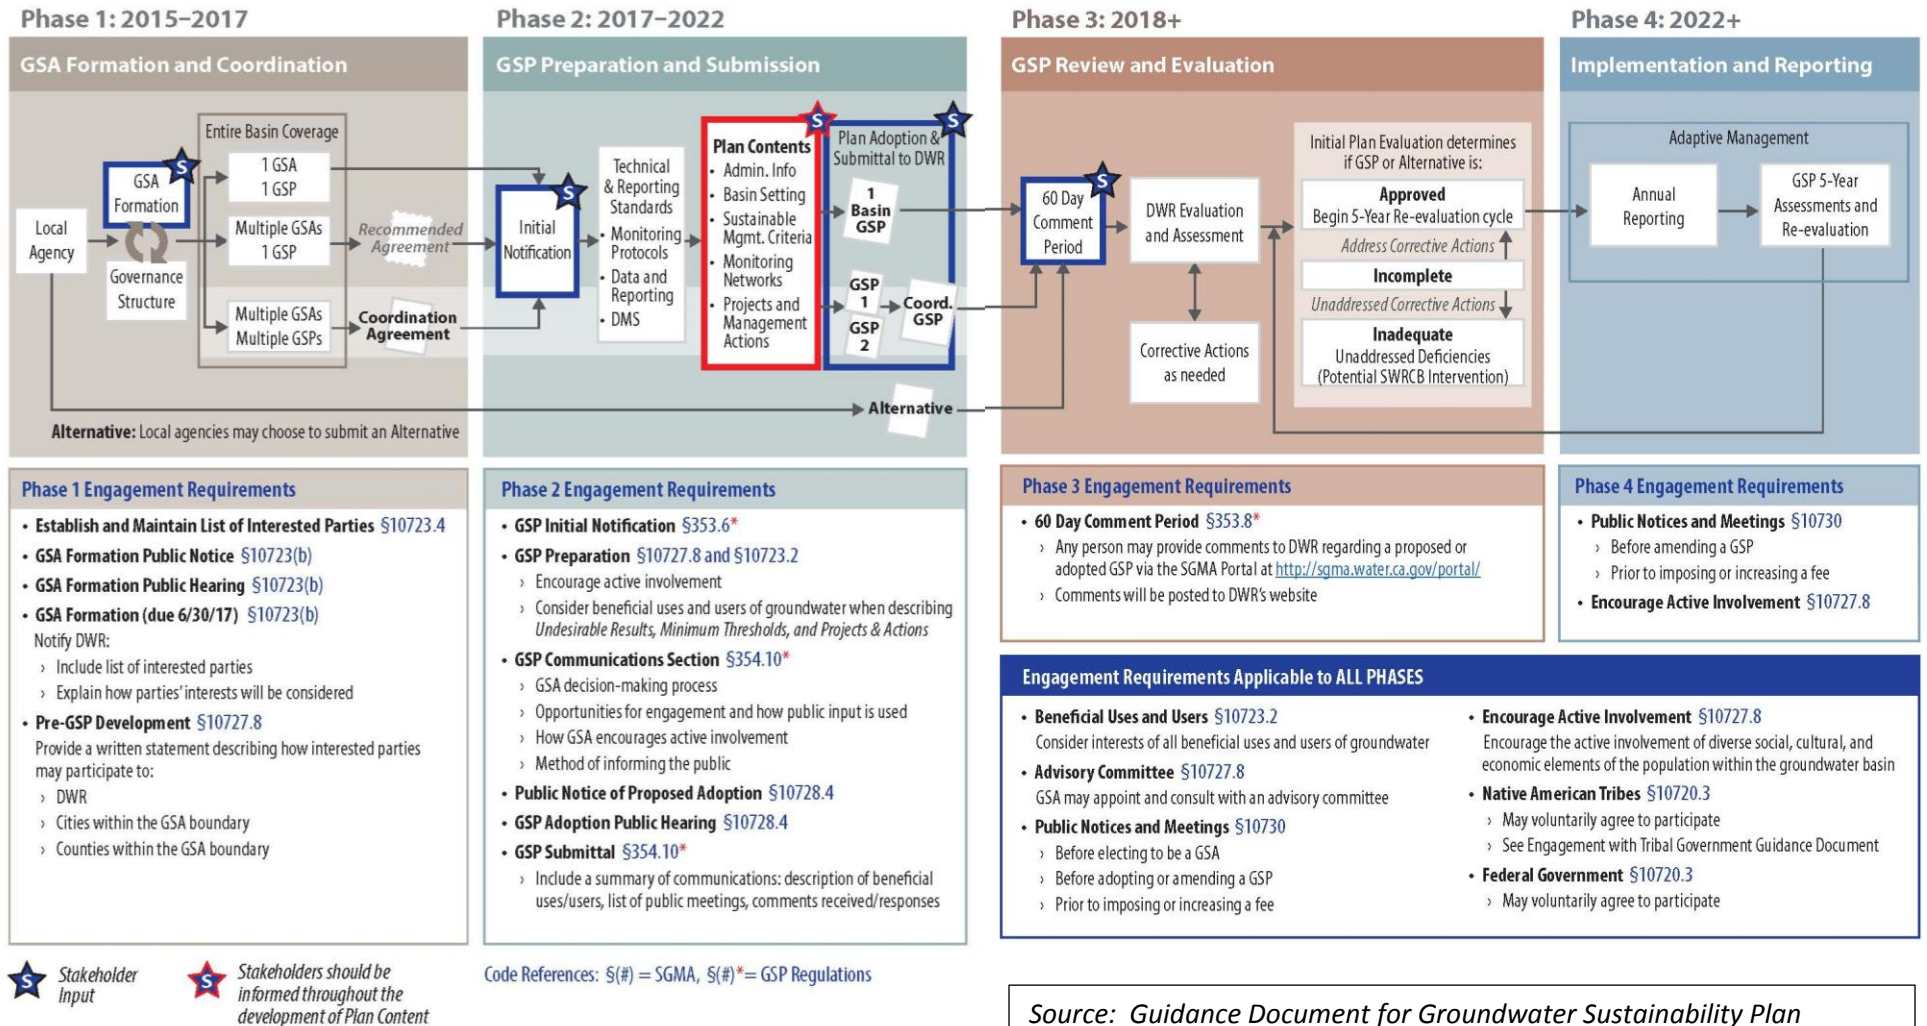 Phase 1: 2015–2017
GSA Formation and Coordination
Entire Basin Coverage
Local
Agency
S
GSA
Formation
Governance
Structure
1 GSA
1 GSP
Multiple GSAs
1 GSP
Recommended
Agreement
Multiple GSAs
Multiple GSPs
Coordination
Agreement
Alternative: Local agencies may choose to submit an Alternative
Phase 2: 2017–2022
GSP Preparation and Submission
S
Initial
Notification
Technical
& Reporting
Standards
• Monitoring
Protocols
• Data and
Reporting
• DMS
S
Plan Contents
• Admin. Info
• Basin Setting
• Sustainable
Mgmt. Criteria
• Monitoring
Networks
• Projects and
Management
Actions
S
Plan Adoption &
Submittal to DWR
1
Basin
GSP
GSP
1
GSP
2
Coord.
GSP
Alternative
Phase 3: 2018+
GSP Review and Evaluation
S
60 Day
Comment
Period
DWR Evaluation
and Assessment
Corrective Actions
as needed
Initial Plan Evaluation determines
if GSP or Alternative is:
Approved
Begin 5-Year Re-evaluation cycle
Address Corrective Actions
Incomplete
Unaddressed Corrective Actions
Inadequate
Unaddressed Deficiencies
(Potential SWRCB Intervention)
Phase 4: 2022+
Implementation and Reporting
Adaptive Management
Annual
Reporting
GSP 5-Year
Assessments and
Re-evaluation
Phase 1 Engagement Requirements
• Establish and Maintain List of Interested Parties §10723.4
• GSA Formation Public Notice §10723(b)
• GSA Formation Public Hearing §10723(b)
• GSA Formation (due 6/30/17) §10723(b)
Notify DWR:
› Include list of interested parties
› Explain how parties' interests will be considered
• Pre-GSP Development §10727.8
Provide a written statement describing how interested parties
may participate to:
› DWR
› Cities within the GSA boundary
› Counties within the GSA boundary
Phase 2 Engagement Requirements
• GSP Initial Notification §353.6*
• GSP Preparation §10727.8 and §10723.2
› Encourage active involvement
› Consider beneficial uses and users of groundwater when describing
Undesirable Results, Minimum Thresholds, and Projects & Actions
• GSP Communications Section §354.10*
› GSA decision-making process
› Opportunities for engagement and how public input is used
› How GSA encourages active involvement
› Method of informing the public
• Public Notice of Proposed Adoption §10728.4
• GSP Adoption Public Hearing §10728.4
• GSP Submittal §354.10*
› Include a summary of communications: description of beneficial
uses/users, list of public meetings, comments received/responses
Phase 3 Engagement Requirements
• 60 Day Comment Period §353.8*
› Any person may provide comments to DWR regarding a proposed or
adopted GSP via the SGMA Portal at http://sgma.water.ca.gov/portal/
› Comments will be posted to DWR's website
Phase 4 Engagement Requirements
• Public Notices and Meetings §10730
› Before amending a GSP
› Prior to imposing or increasing a fee
• Encourage Active Involvement §10727.8
Engagement Requirements Applicable to ALL PHASES
• Beneficial Uses and Users §10723.2
Consider interests of all beneficial uses and users of groundwater
• Advisory Committee §10727.8
GSA may appoint and consult with an advisory committee
• Public Notices and Meetings §10730
› Before electing to be a GSA
› Before adopting or amending a GSP
› Prior to imposing or increasing a fee
• Encourage Active Involvement §10727.8
Encourage the active involvement of diverse social, cultural, and
economic elements of the population within the groundwater basin
• Native American Tribes §10720.3
› May voluntarily agree to participate
› See Engagement with Tribal Government Guidance Document
• Federal Government §10720.3
› May voluntarily agree to participate
S
Stakeholder
Input
S
Stakeholders should be
informed throughout the
development of Plan Content
Code References: §(#) = SGMA, §(#)*= GSP Regulations
Source: Guidance Document for Groundwater Sustainability Plan